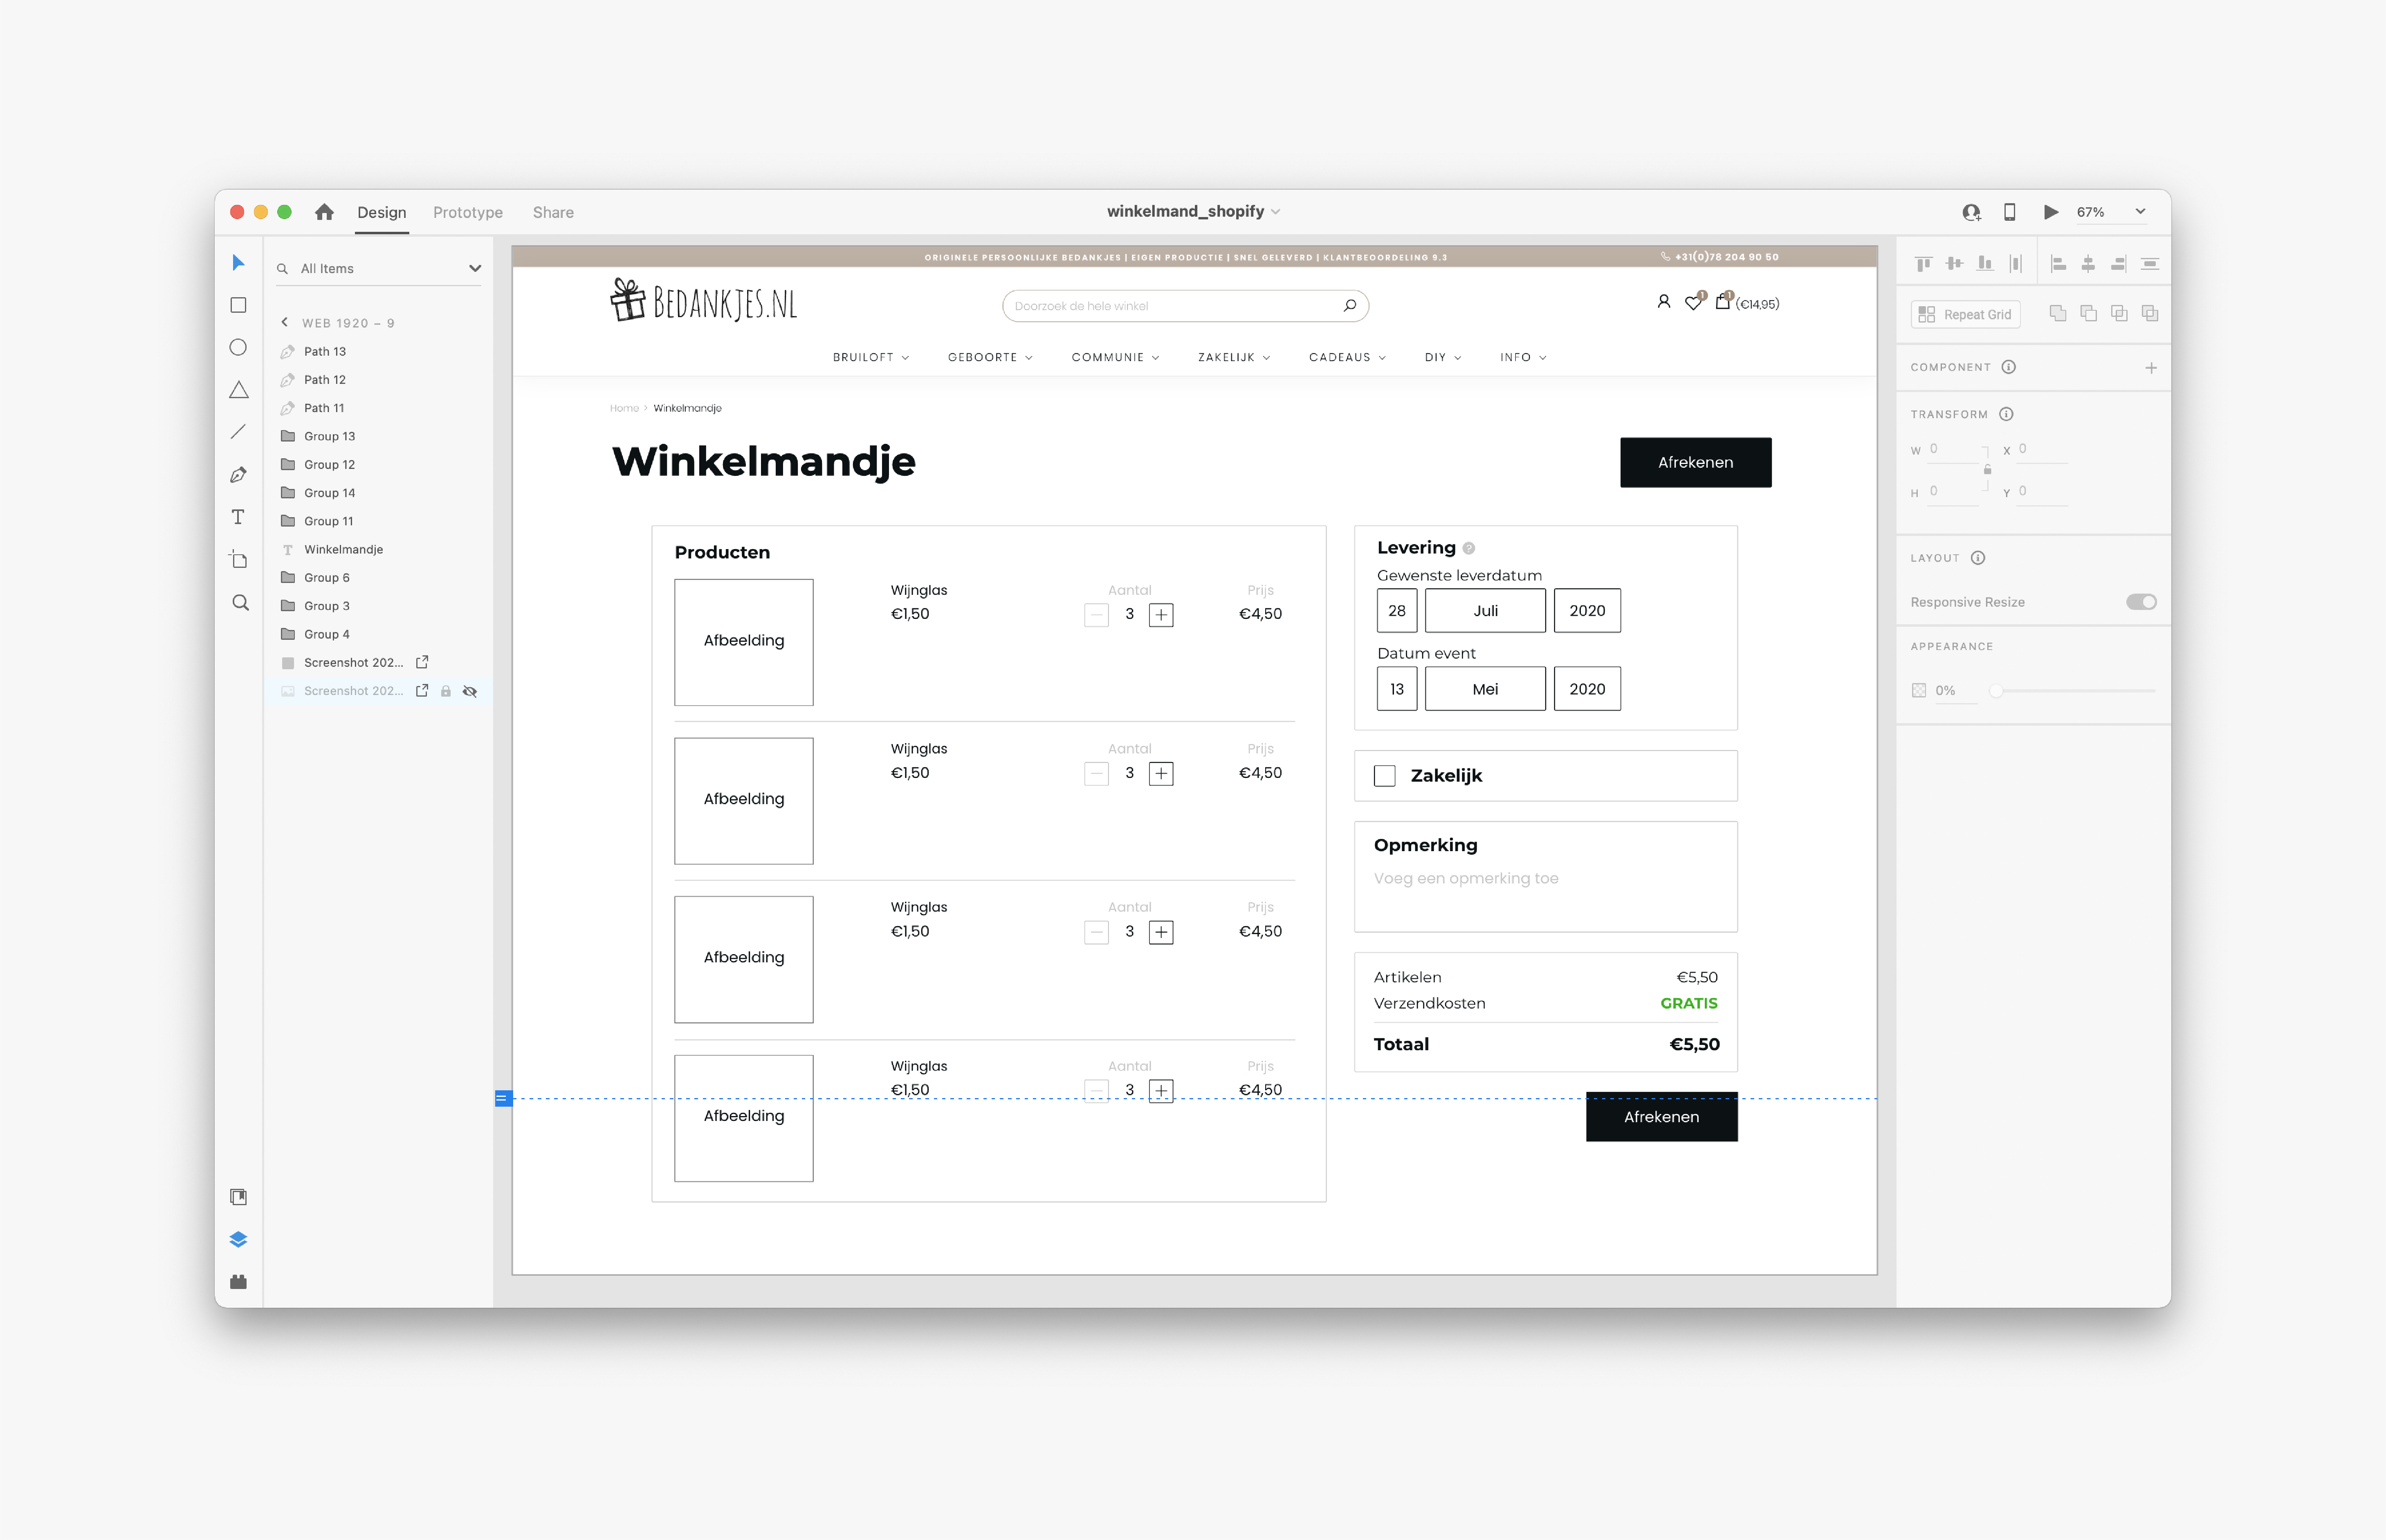 Design Prototype Share
winkelmand_shopify
67%
All Items
WEB 1920 – 9
Path 13
Path 12
Path 11
Group 13
Group 12
Group 14
Group 11
Winkelmandje
Group 6
Group 3
Group 4
Screenshot 202...
Screenshot 202...
ORIGINELE PERSOONLIJKE BEDANKJES | EIGEN PRODUCTIE | SNEL GELEVERD | KLANTBEOORDELING 9.3
+31(0)78 204 90 50
BEDANKJES.NL
Doorzoek de hele winkel
1
1
(€14,95)
BRUILOFT GEBOORTE COMMUNIE ZAKELIJK CADEAUS DIY INFO
Home > Winkelmandje
Winkelmandje
Afrekenen
Producten
Afbeelding
Wijnglas Aantal Prijs
€1,50 3 €4,50
Afbeelding
Wijnglas Aantal Prijs
€1,50 3 €4,50
Afbeelding
Wijnglas Aantal Prijs
€1,50 3 €4,50
Afbeelding
Wijnglas Aantal Prijs
€1,50 3 €4,50
Levering ?
Gewenste leverdatum
28 Juli 2020
Datum event
13 Mei 2020
Zakelijk
Opmerking
Voeg een opmerking toe
Artikelen €5,50
Verzendkosten GRATIS
Totaal €5,50
Afrekenen
Repeat Grid
COMPONENT
TRANSFORM
W 0 X 0
H 0 Y 0
LAYOUT
Responsive Resize
APPEARANCE
0%